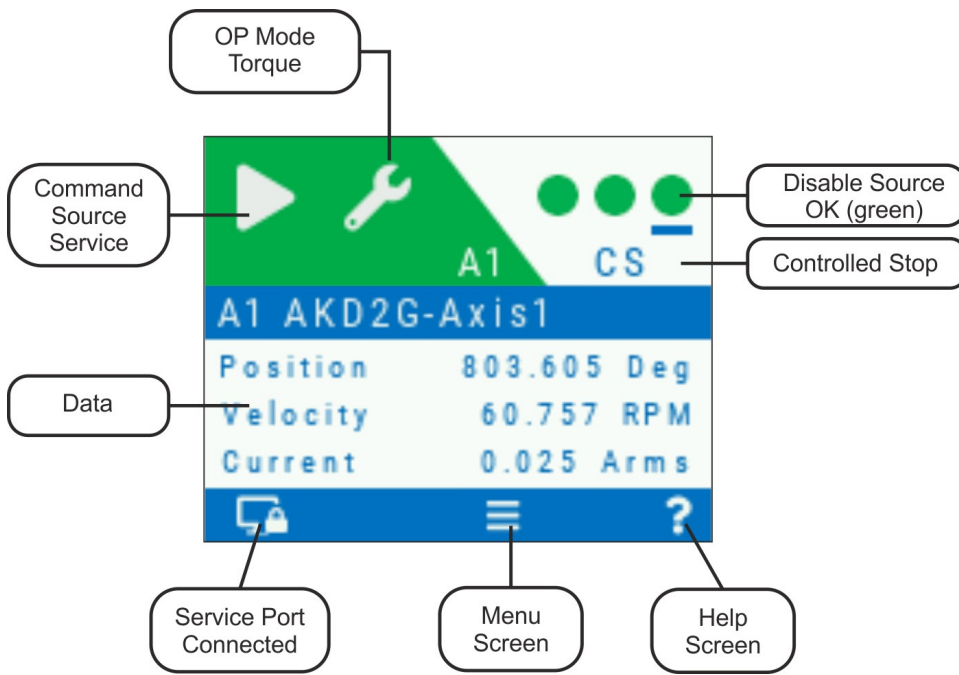 OP Mode
Torque
Command
Source
Service
Disable Source
OK (green)
A1
CS
Controlled Stop
A1 AKD2G-Axis1
Position 803.605 Deg
Data
Velocity 60.757 RPM
Current 0.025 Arms
?
Service Port
Connected
Menu
Screen
Help
Screen